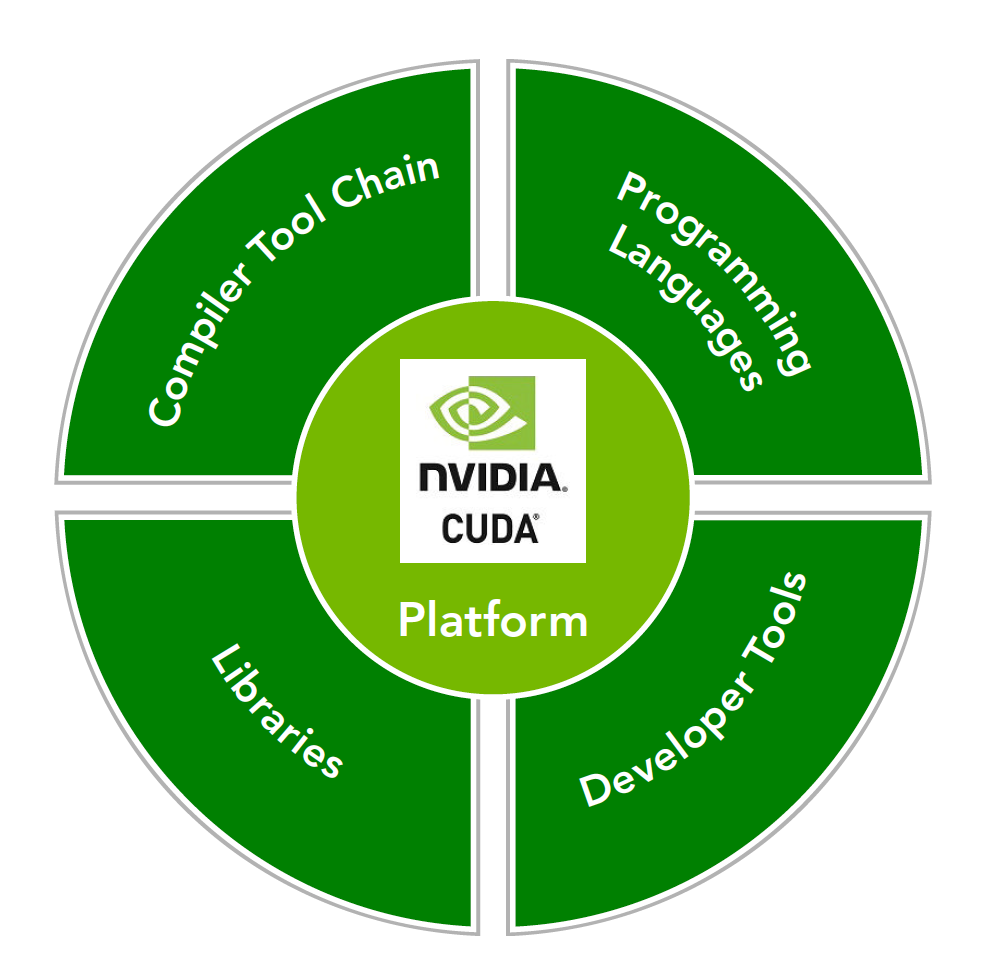 Compiler Tool Chain
Programming
Languages
NVIDIA®
CUDA®
Platform
Libraries
Developer Tools